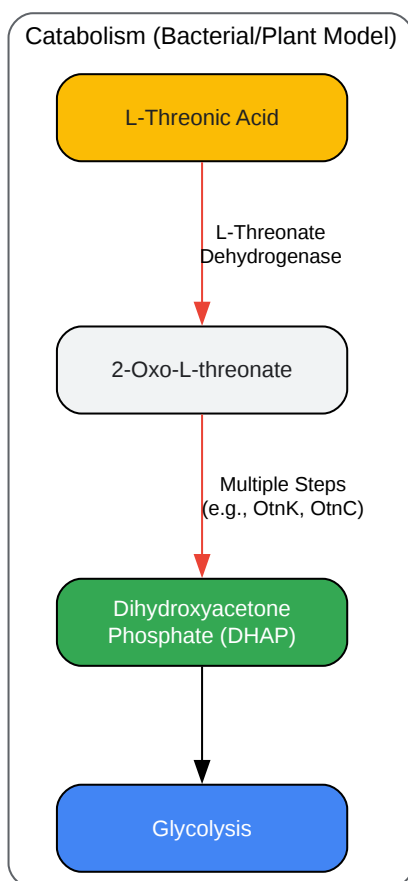 Catabolism (Bacterial/Plant Model)
L-Threonic Acid
L-Threonate
Dehydrogenase
2-Oxo-L-threonate
Multiple Steps
(e.g., OtnK, OtnC)
Dihydroxyacetone
Phosphate (DHAP)
Glycolysis